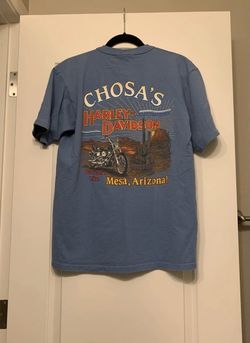 CHOSA'S
HARLEY-
DAVIDSON
Mesa, Arizona!